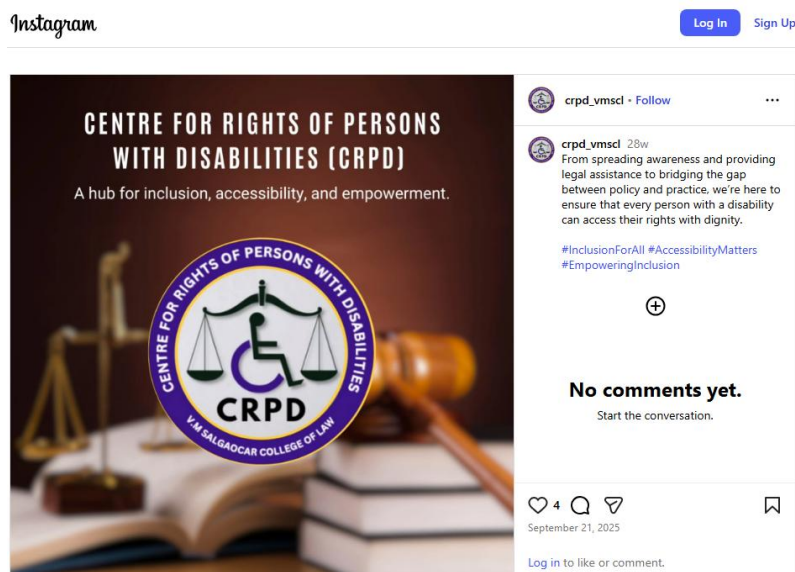 Instagram
Log In
Sign Up
CENTRE FOR RIGHTS OF PERSONS
WITH DISABILITIES (CRPD)
A hub for inclusion, accessibility, and empowerment.
CENTRE FOR RIGHTS OF PERSONS WITH DISABILITIES
CRPD
V.M SALGAOCAR COLLEGE OF LAW
crpd_vmscl • Follow
crpd_vmscl 28w
From spreading awareness and providing
legal assistance to bridging the gap
between policy and practice, we're here to
ensure that every person with a disability
can access their rights with dignity.
#InclusionForAll #AccessibilityMatters
#EmpoweringInclusion
No comments yet.
Start the conversation.
4
September 21, 2025
Log in to like or comment.